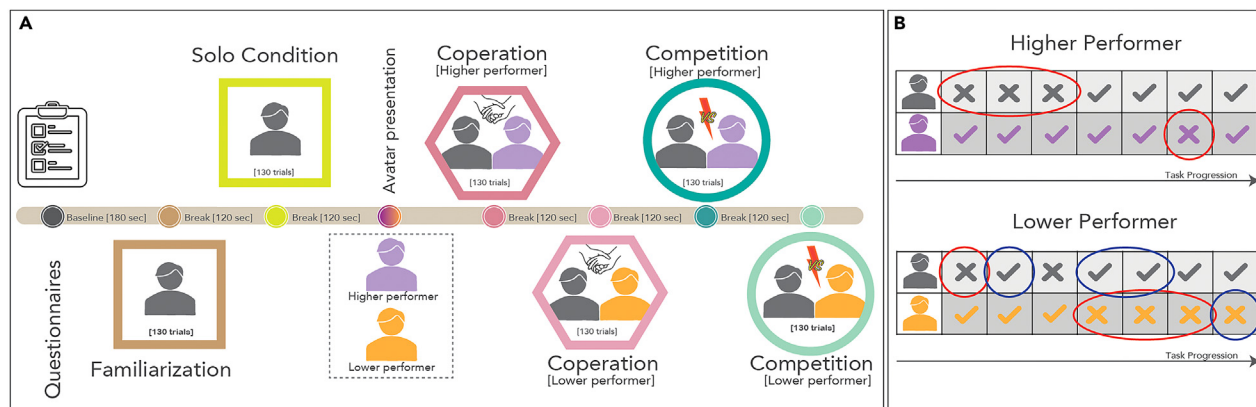 A
Solo Condition
[130 trials]
Avatar presentation
Coperation
[Higher performer]
[130 trials]
Competition
[Higher performer]
VS
[130 trials]
Baseline [180 sec]
Break [120 sec]
Break [120 sec]
Break [120 sec]
Break [120 sec]
Break [120 sec]
Questionnaires
[130 trials]
Familiarization
Higher performer
Lower performer
[130 trials]
Coperation
[Lower performer]
VS
[130 trials]
Competition
[Lower performer]
B
Higher Performer
Task Progression
Lower Performer
Task Progression